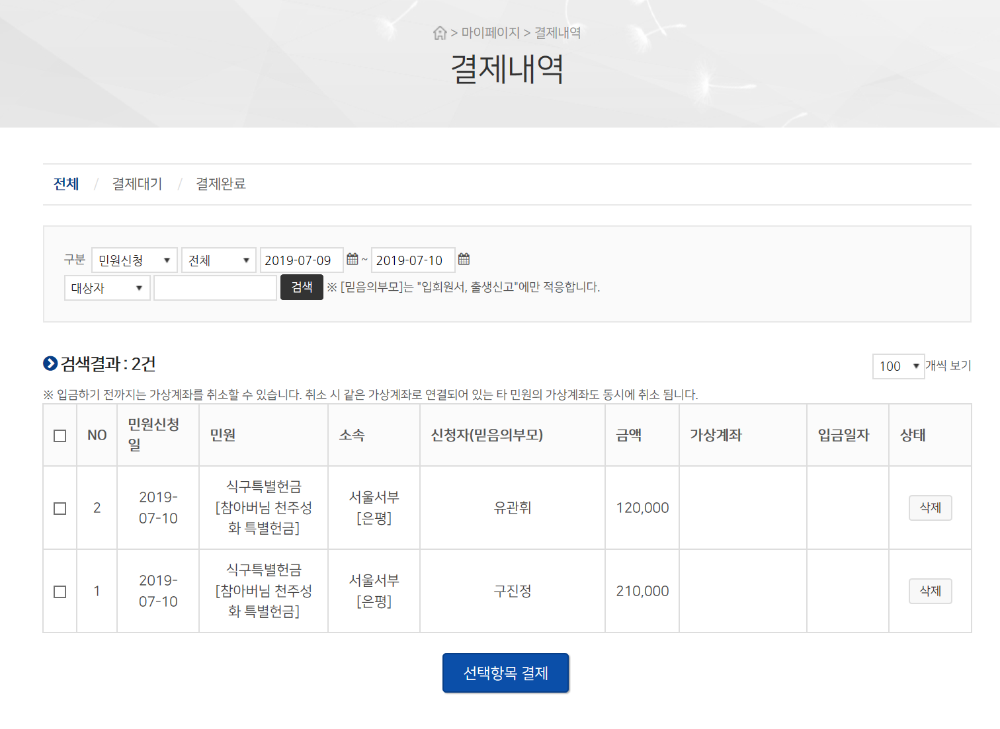 > 마이페이지 > 결제내역
결제내역
전체 / 결제대기 / 결제완료
구분 민원신청 전체 2019-07-09 ~ 2019-07-10
대상자 검색 ※ [믿음의부모]는 "입회원서, 출생신고"에만 적응합니다.
검색결과 : 2건
100 개씩 보기
※ 입금하기 전까지는 가상계좌를 취소할 수 있습니다. 취소 시 같은 가상계좌로 연결되어 있는 타 민원의 가상계좌도 동시에 취소 됩니다.
NO 민원신청 민원 소속 신청자(믿음의부모) 금액 가상계좌 입금일자 상태
일
식구특별헌금
2019- 서울서부
2 [참아버님 천주성 유관휘 120,000 삭제
07-10 [은평]
화 특별헌금]
식구특별헌금
2019- 서울서부
1 [참아버님 천주성 구진정 210,000 삭제
07-10 [은평]
화 특별헌금]
선택항목 결제